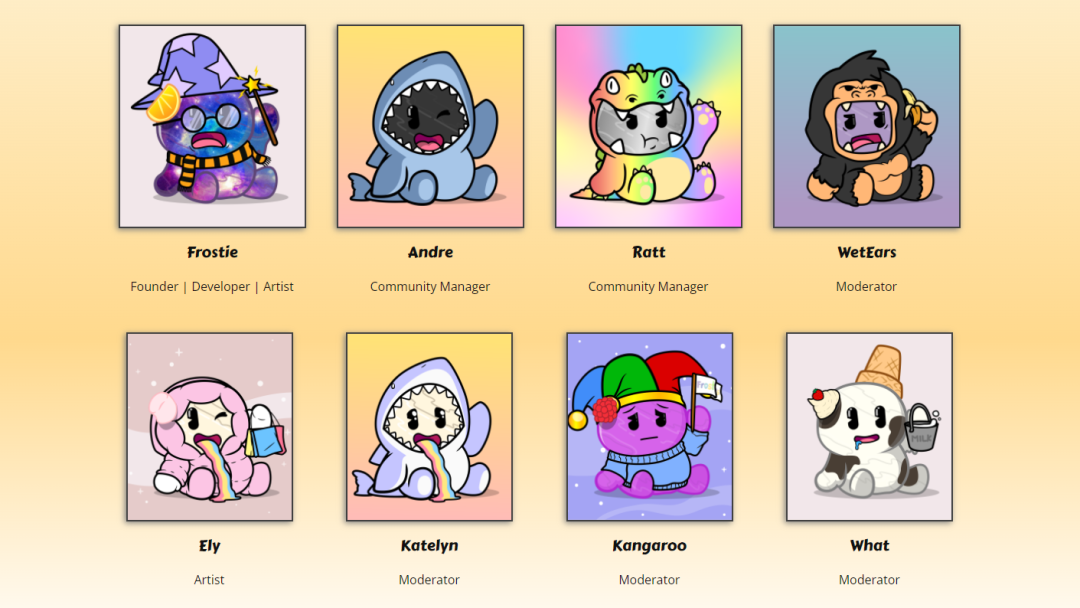 Frostie
Andre
Ratt
WetEars
Founder | Developer | Artist
Community Manager
Community Manager
Moderator
MILK
Ely
Katelyn
Kangaroo
What
Artist
Moderator
Moderator
Moderator